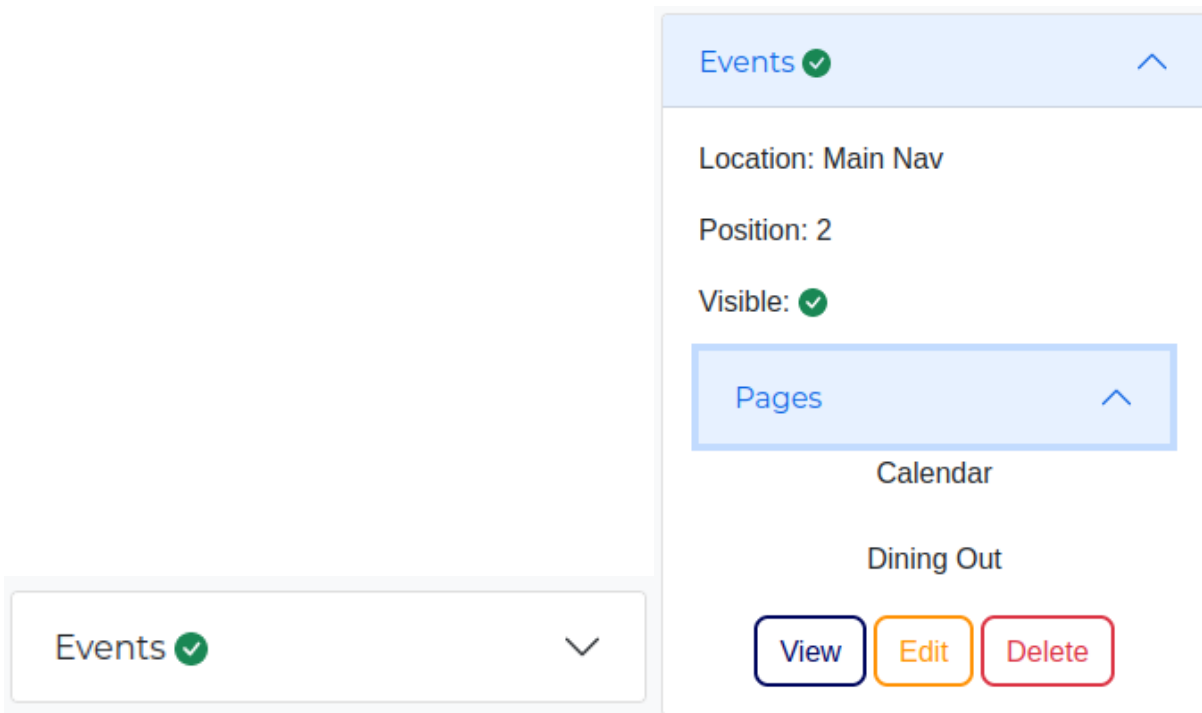 Events
Events
Location: Main Nav
Position: 2
Visible:
Pages
Calendar
Dining Out
View Edit Delete